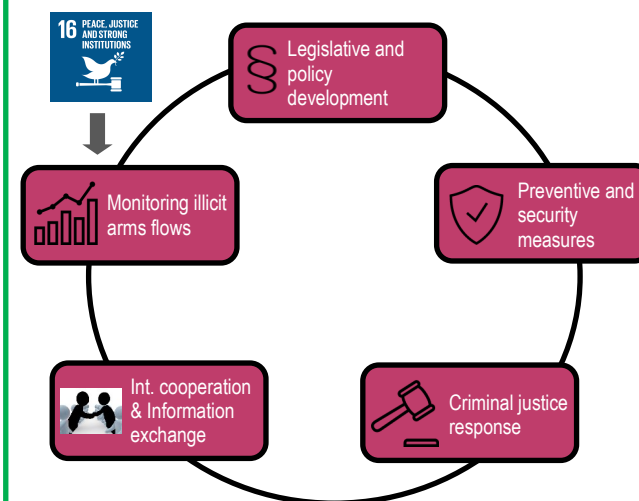 16 PEACE, JUSTICE
AND STRONG
INSTITUTIONS
§ Legislative and
policy
development
Monitoring illicit
arms flows
Preventive and
security
measures
Int. cooperation
& Information
exchange
Criminal justice
response